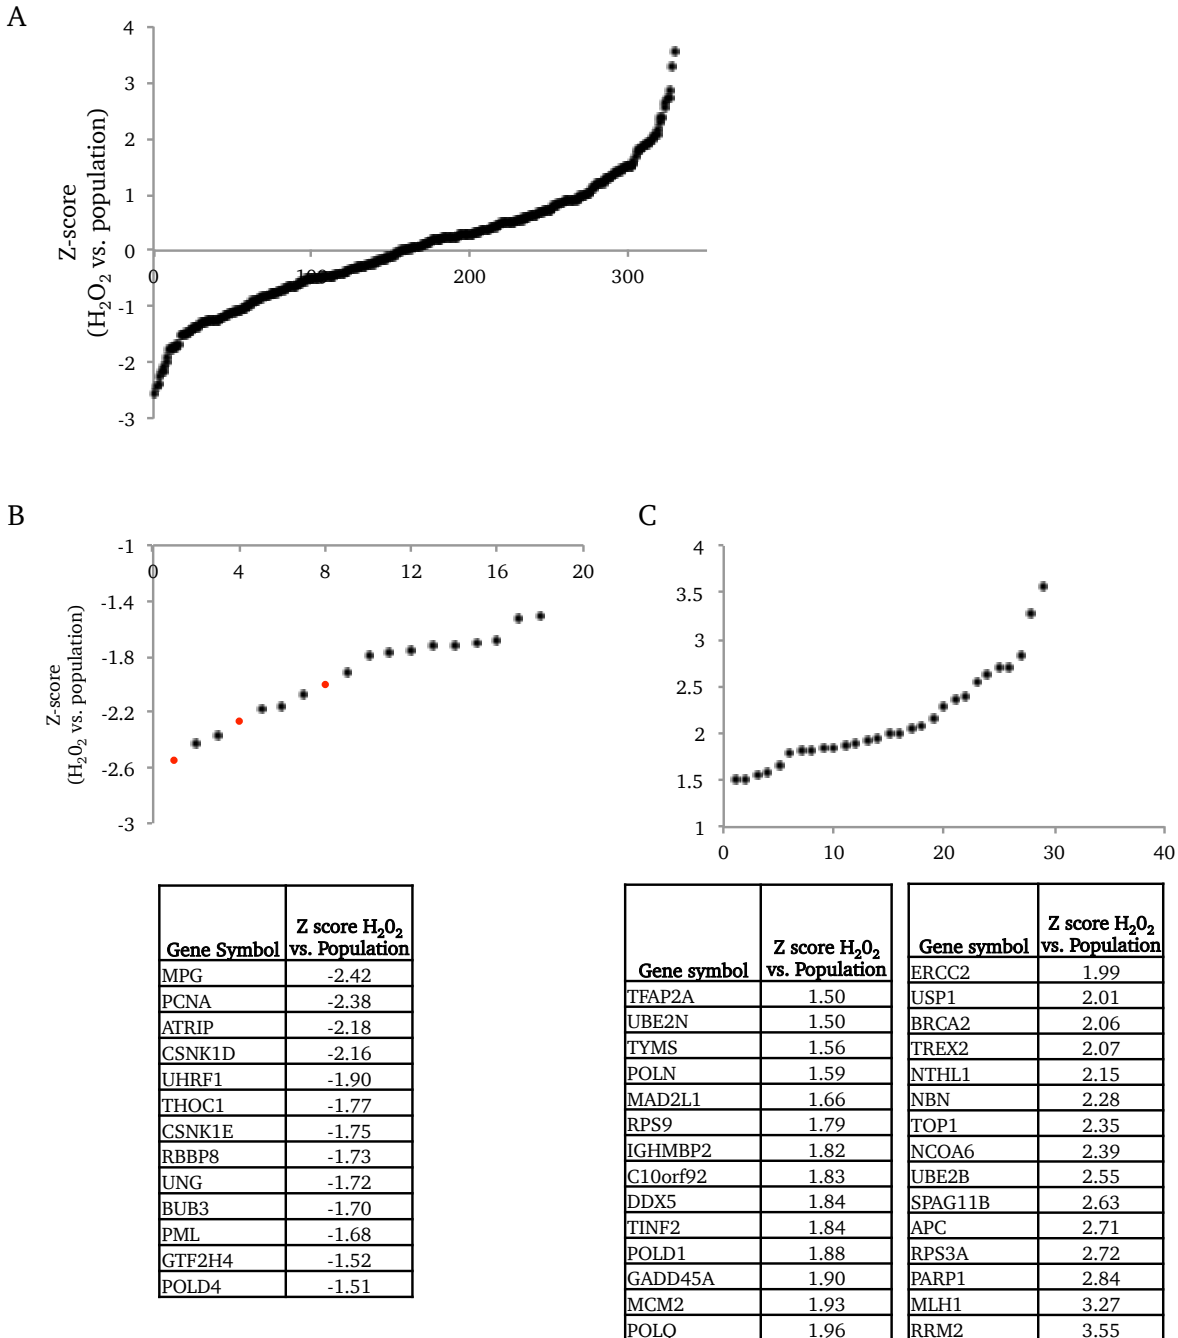 A
4
3
2
1
0
-1
-2
-3
0
100
200
300
Z-score
(H₂O₂ vs. population)
B
-1
-1.4
-1.8
-2.2
-2.6
-3
0
4
8
12
16
20
Z-score
(H₂0₂ vs. population)
C
4
3.5
3
2.5
2
1.5
1
0
10
20
30
40
Gene Symbol Z score H₂0₂ vs. Population
MPG -2.42
PCNA -2.38
ATRIP -2.18
CSNK1D -2.16
UHRF1 -1.90
THOC1 -1.77
CSNK1E -1.75
RBBP8 -1.73
UNG -1.72
BUB3 -1.70
PML -1.68
GTF2H4 -1.52
POLD4 -1.51
Gene symbol Z score H₂0₂ vs. Population
TFAP2A 1.50
UBE2N 1.50
TYMS 1.56
POLN 1.59
MAD2L1 1.66
RPS9 1.79
IGHMBP2 1.82
C10orf92 1.83
DDX5 1.84
TINF2 1.84
POLD1 1.88
GADD45A 1.90
MCM2 1.93
POLQ 1.96
Gene symbol Z score H₂0₂ vs. Population
ERCC2 1.99
USP1 2.01
BRCA2 2.06
TREX2 2.07
NTHL1 2.15
NBN 2.28
TOP1 2.35
NCOA6 2.39
UBE2B 2.55
SPAG11B 2.63
APC 2.71
RPS3A 2.72
PARP1 2.84
MLH1 3.27
RRM2 3.55